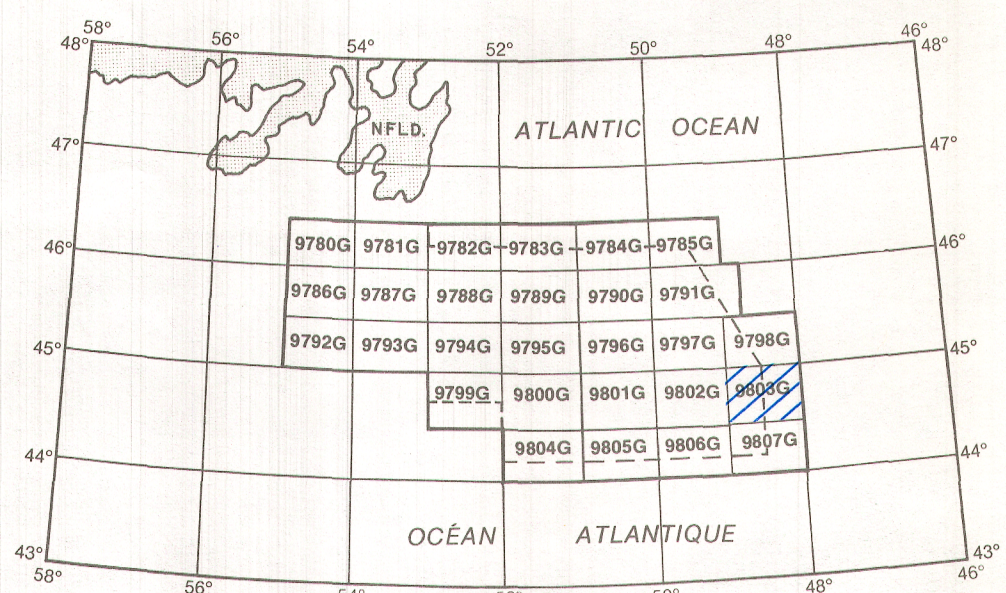 58° 56° 54° 52° 50° 48° 46°
48° 48°
NFLD. ATLANTIC OCEAN
47° 47°
46° 9780G 9781G 9782G 9783G 9784G 9785G 46°
9786G 9787G 9788G 9789G 9790G 9791G
45° 9792G 9793G 9794G 9795G 9796G 9797G 9798G 45°
9799G 9800G 9801G 9802G 9803G
44° 9804G 9805G 9806G 9807G 44°
OCÉAN ATLANTIQUE
43° 43°
58° 56° 48° 46°